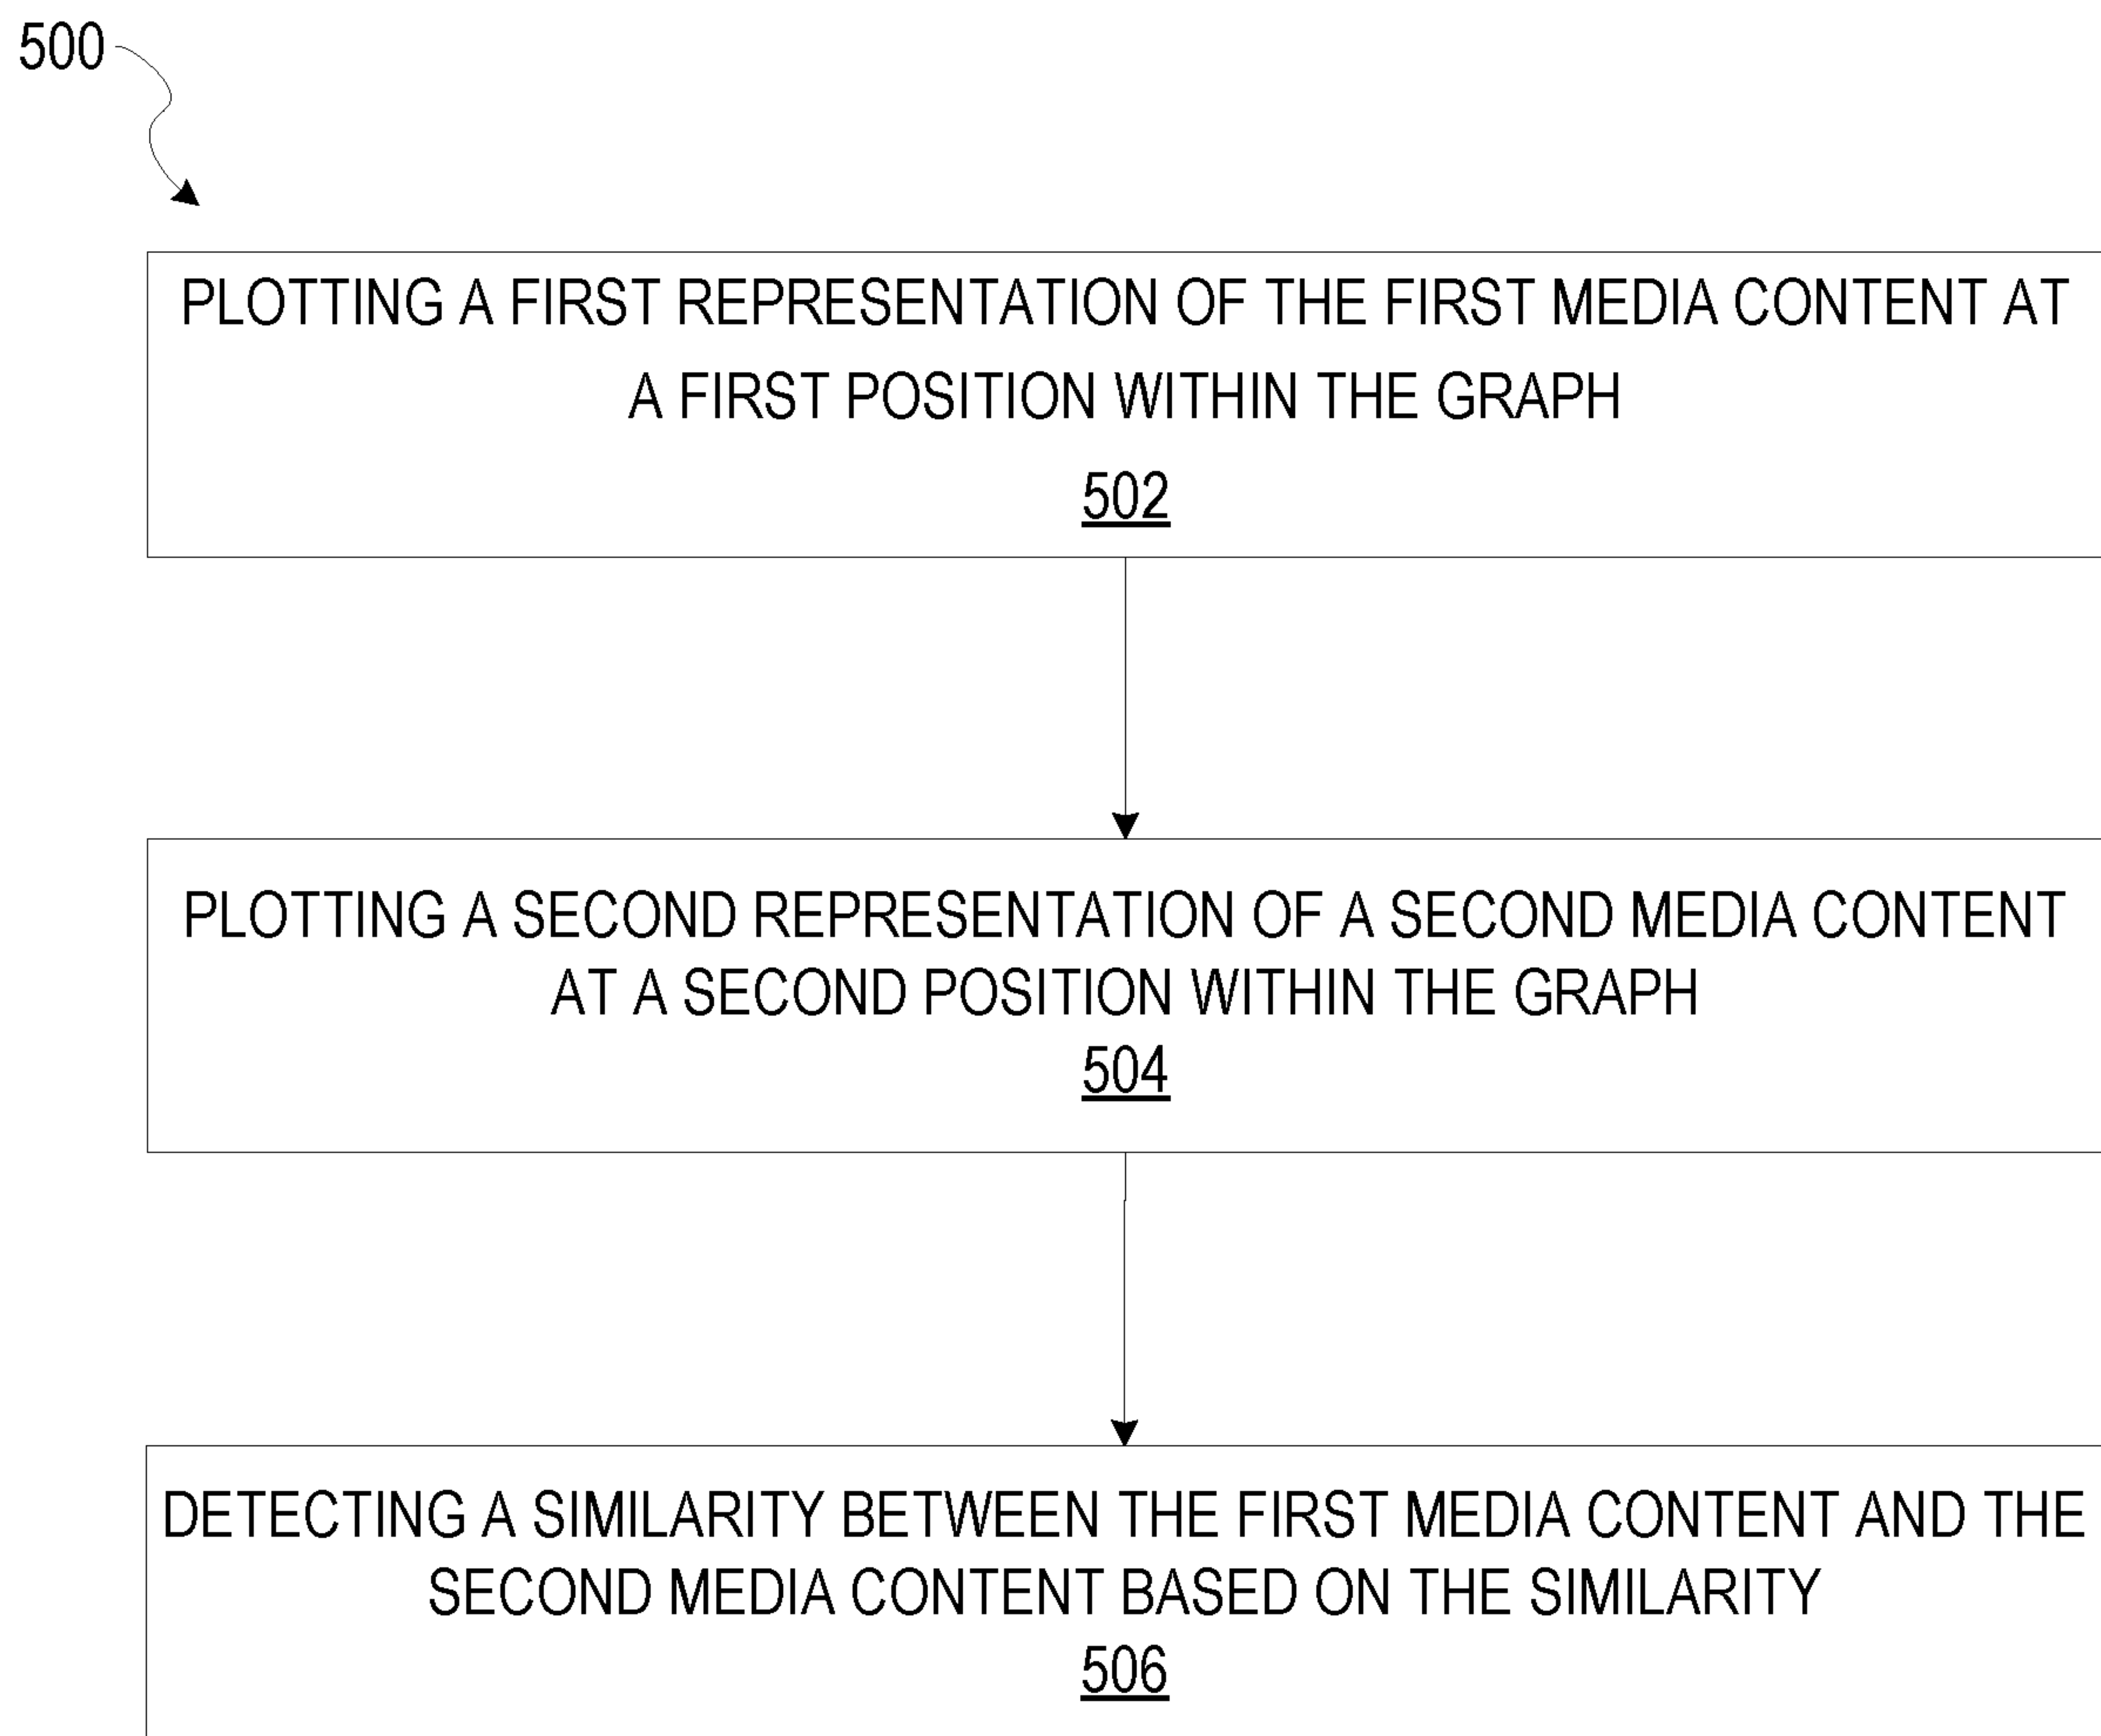 500
PLOTTING A FIRST REPRESENTATION OF THE FIRST MEDIA CONTENT AT
A FIRST POSITION WITHIN THE GRAPH
502
PLOTTING A SECOND REPRESENTATION OF A SECOND MEDIA CONTENT
AT A SECOND POSITION WITHIN THE GRAPH
504
DETECTING A SIMILARITY BETWEEN THE FIRST MEDIA CONTENT AND THE
SECOND MEDIA CONTENT BASED ON THE SIMILARITY
506